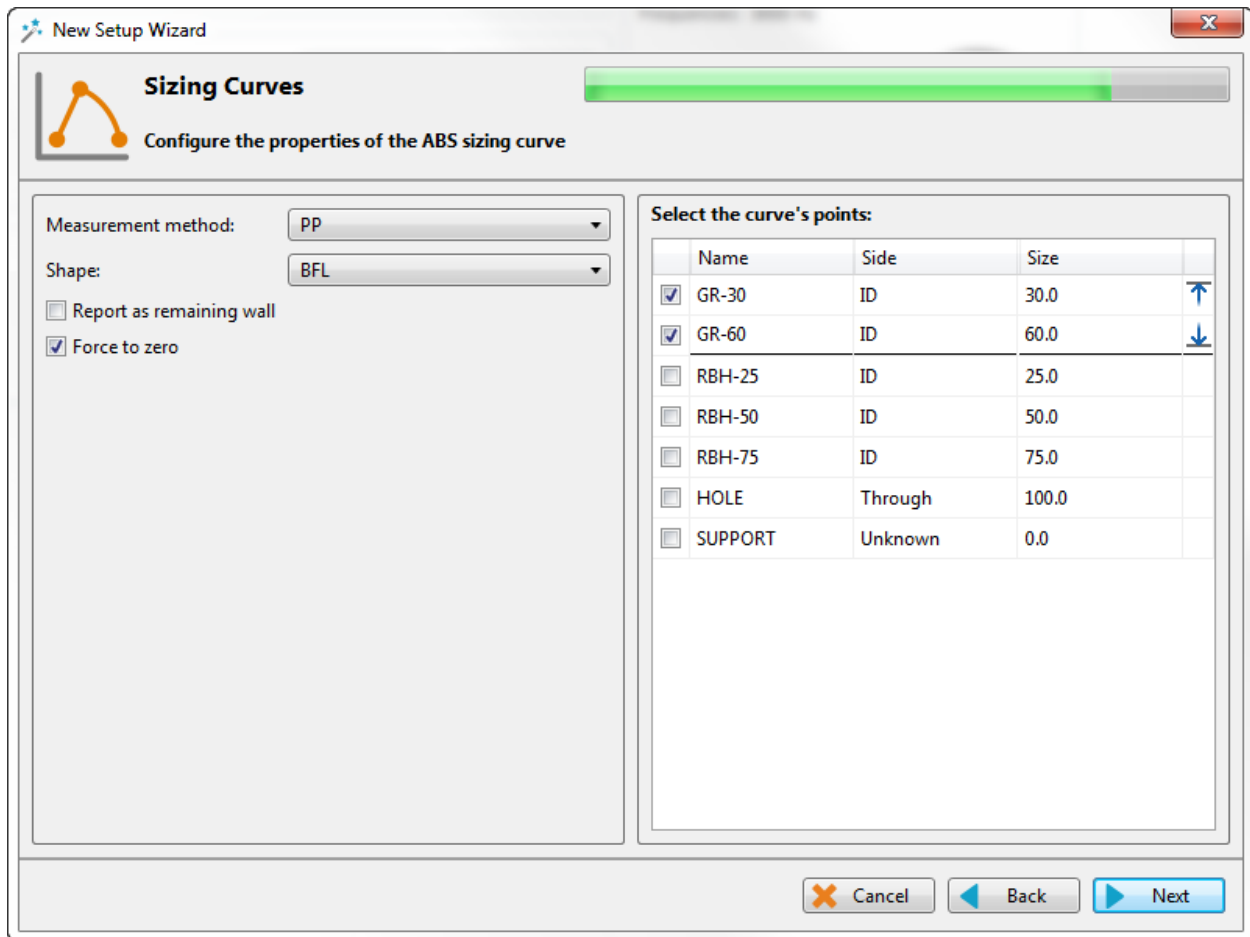 New Setup Wizard
Sizing Curves
Configure the properties of the ABS sizing curve
Measurement method: PP
Shape: BFL
Report as remaining wall
Force to zero
Select the curve's points:
Name Side Size
GR-30 ID 30.0
GR-60 ID 60.0
RBH-25 ID 25.0
RBH-50 ID 50.0
RBH-75 ID 75.0
HOLE Through 100.0
SUPPORT Unknown 0.0
Cancel Back Next